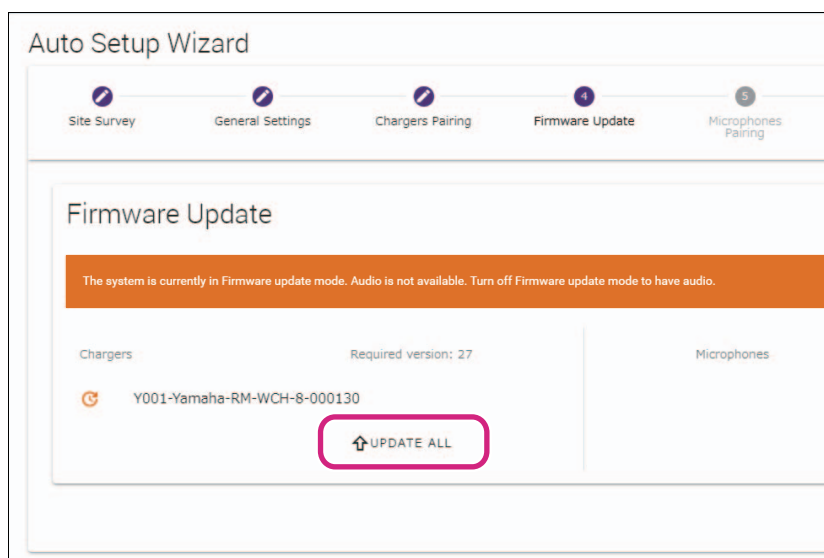 Auto Setup Wizard
4
5
Site Survey
General Settings
Chargers Pairing
Firmware Update
Microphones
Pairing
Firmware Update
The system is currently in Firmware update mode. Audio is not available. Turn off Firmware update mode to have audio.
Chargers
Required version: 27
Microphones
Y001-Yamaha-RM-WCH-8-000130
UPDATE ALL